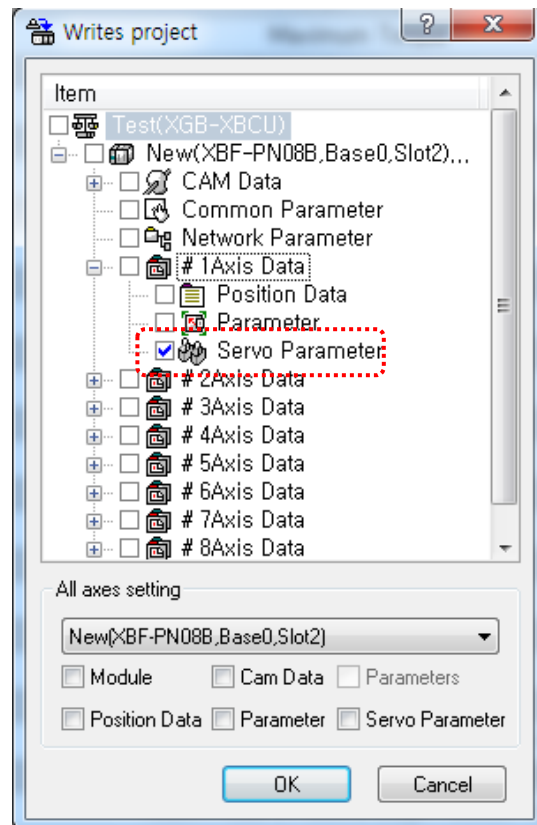 Writes project
Item
Test(XGB-XBCU)
New(XBF-PN08B,Base0,Slot2),,,
CAM Data
Common Parameter
Network Parameter
# 1Axis Data
Position Data
Parameter
Servo Parameter
# 2Axis Data
# 3Axis Data
# 4Axis Data
# 5Axis Data
# 6Axis Data
# 7Axis Data
# 8Axis Data
All axes setting
New(XBF-PN08B,Base0,Slot2)
Module Cam Data Parameters
Position Data Parameter Servo Parameter
OK Cancel